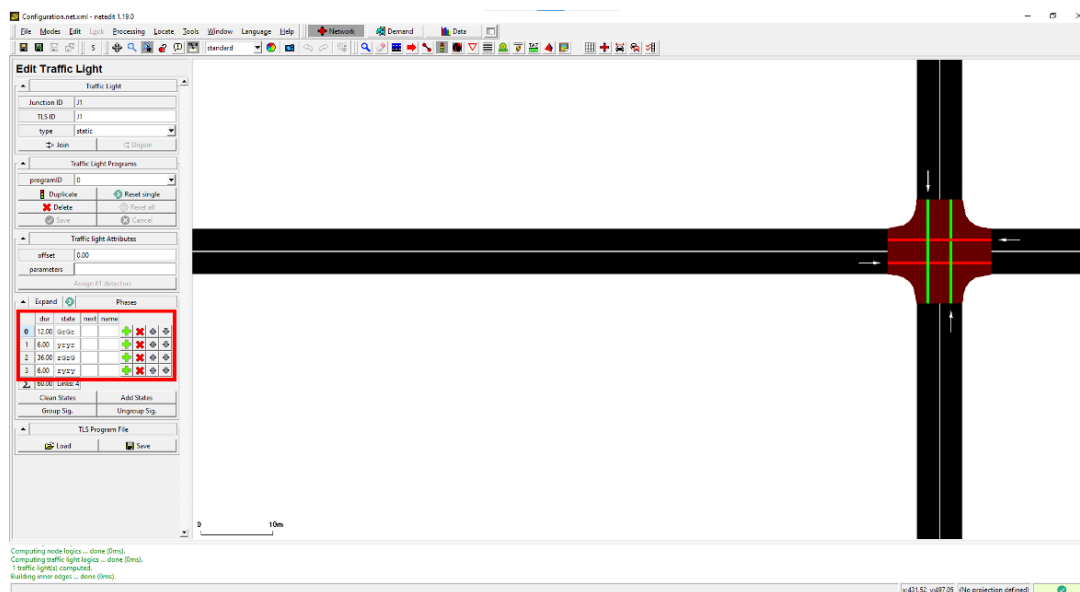 Configuration.net.xml - netedit 1.19.0
File Modes Edit Lock Processing Locate Tools Window Language Help Network Demand Data
S standard
Edit Traffic Light
Traffic Light
Junction ID J1
TLS ID J1
type static
Join Disjoin
Traffic Light Programs
programID 0
Duplicate Reset single
Delete Reset all
Save Cancel
Traffic light Attributes
offset 0.00
parameters
Assign E1 detectors
Expand Phases
dur state next name
0 12.00 GrGr
1 6.00 yryr
2 36.00 rGrG
3 6.00 ryry
Σ 60.00 Links: 4
Clean States Add States
Group Sig. Ungroup Sig.
TLS Program File
Load Save
0 10m
Computing node logics ... done (0ms).
Computing traffic light logics ... done (0ms).
1 traffic light(s) computed.
Building inner edges ... done (0ms).
x:431.52, y:497.05 (No projection defined)